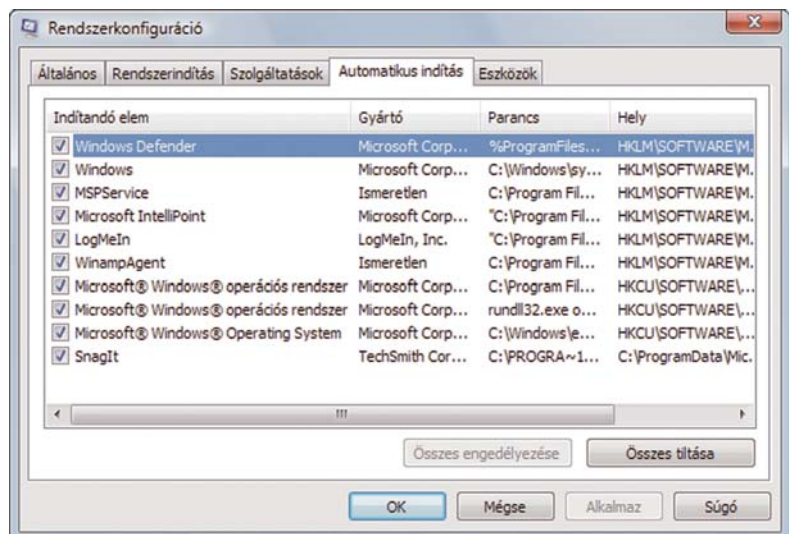 Rendszerkonfiguráció
Általános Rendszerindítás Szolgáltatások Automatikus indítás Eszközök
Indítandó elem Gyártó Parancs Hely
Windows Defender Microsoft Corp... %ProgramFiles... HKLM\SOFTWARE\M.
Windows Microsoft Corp... C:\Windows\sy... HKLM\SOFTWARE\M.
MSPService Ismeretlen C:\Program Fil... HKLM\SOFTWARE\M.
Microsoft IntelliPoint Microsoft Corp... "C:\Program Fil... HKLM\SOFTWARE\M.
LogMeIn LogMeIn, Inc. "C:\Program Fil... HKLM\SOFTWARE\M.
WinampAgent Ismeretlen C:\Program Fil... HKLM\SOFTWARE\M.
Microsoft® Windows® operációs rendszer Microsoft Corp... C:\Program Fil... HKCU\SOFTWARE\...
Microsoft® Windows® operációs rendszer Microsoft Corp... rundll32.exe o... HKCU\SOFTWARE\...
Microsoft® Windows® Operating System Microsoft Corp... C:\Windows\e... HKCU\SOFTWARE\...
SnagIt TechSmith Cor... C:\PROGRA~1... C:\ProgramData\Mic.
Összes engedélyezése Összes tiltása
OK Mégse Alkalmaz Súgó